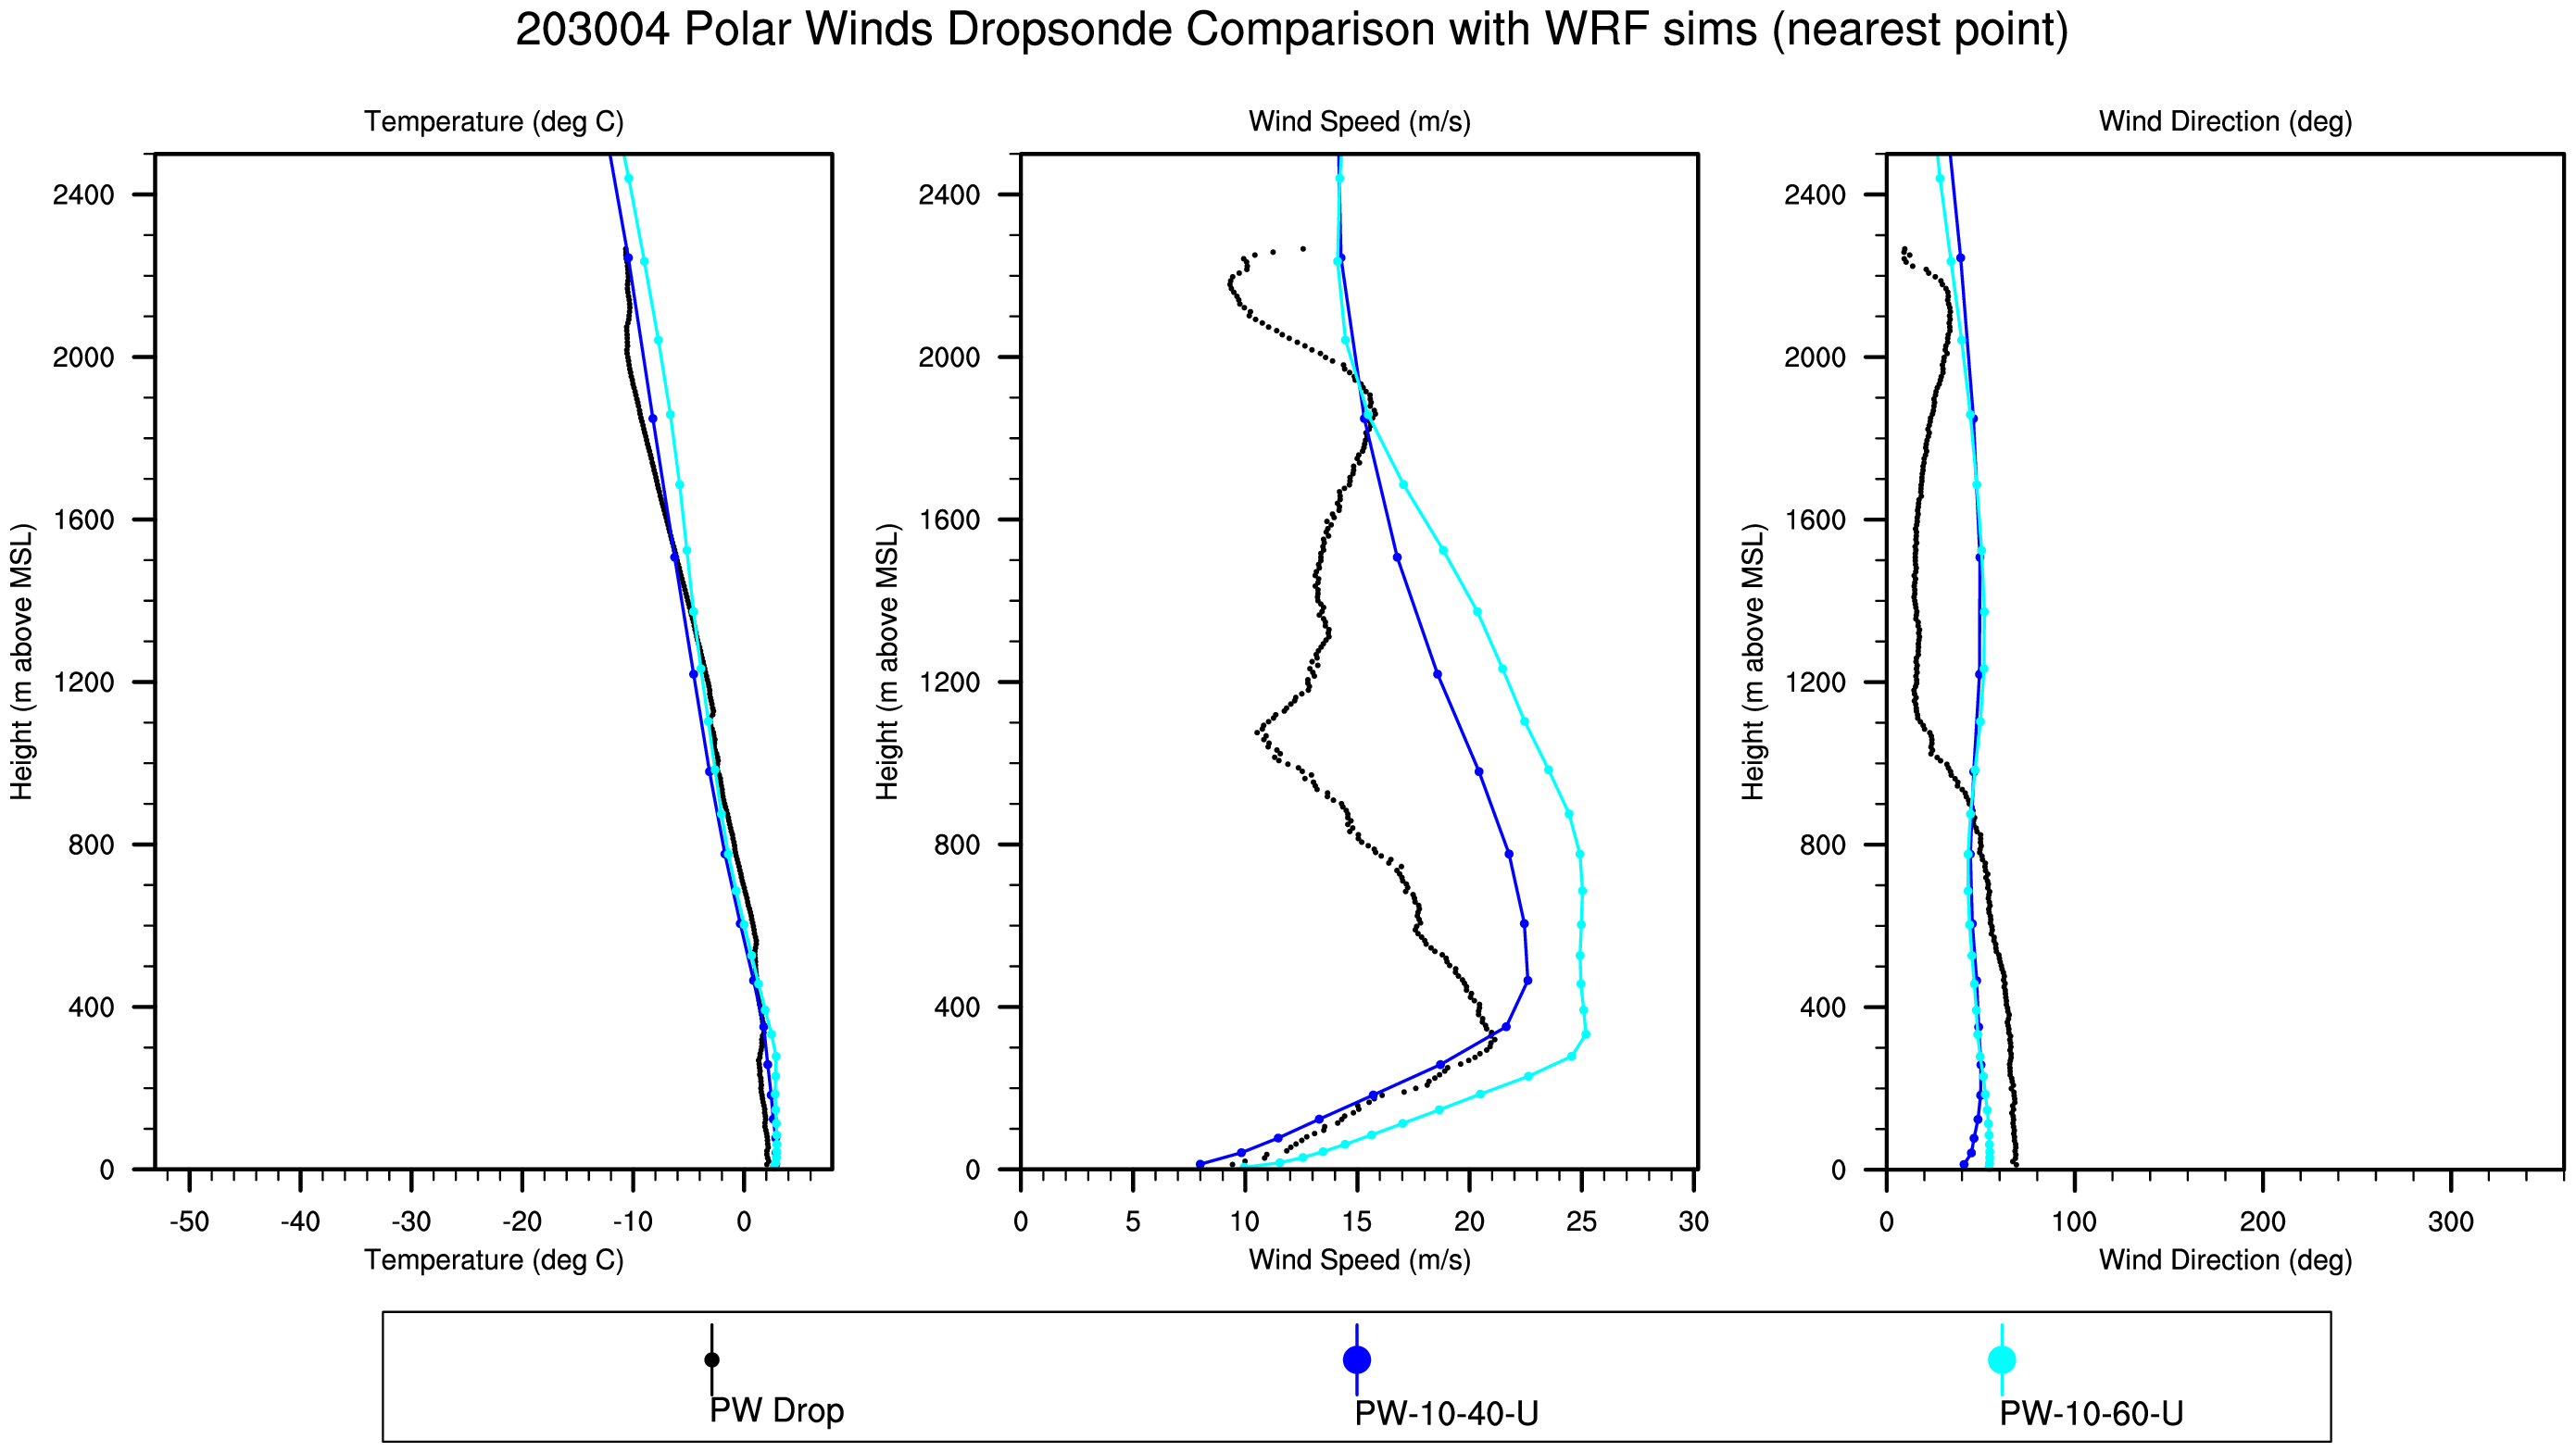 203004 Polar Winds Dropsonde Comparison with WRF sims (nearest point)
Temperature (deg C)
Wind Speed (m/s)
Wind Direction (deg)
Height (m above MSL)
2400
2000
1600
1200
800
400
0
-50 -40 -30 -20 -10 0
Temperature (deg C)
Height (m above MSL)
2400
2000
1600
1200
800
400
0
0 5 10 15 20 25 30
Wind Speed (m/s)
Height (m above MSL)
2400
2000
1600
1200
800
400
0
0 100 200 300
Wind Direction (deg)
PW Drop
PW-10-40-U
PW-10-60-U